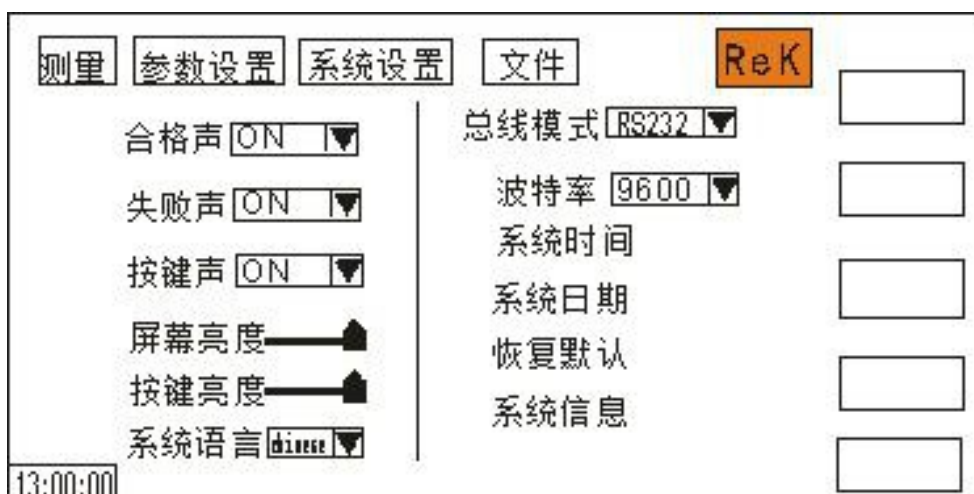 测量 参数设置 系统设置 文件 ReK
合格声 ON
失败声 ON
按键声 ON
屏幕亮度
按键亮度
系统语言 chinese
总线模式 RS232
波特率 9600
系统时间
系统日期
恢复默认
系统信息
13:00:00